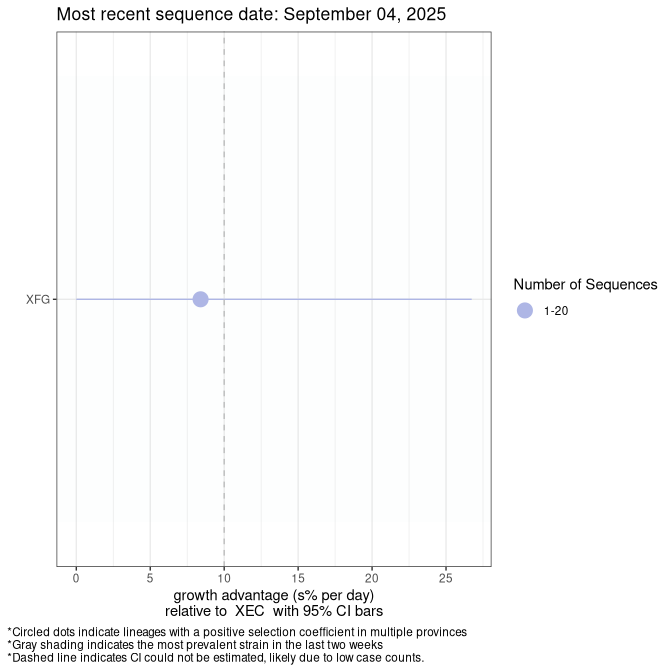 Most recent sequence date: September 04, 2025
XFG
Number of Sequences
1-20
0 5 10 15 20 25
growth advantage (s% per day)
relative to XEC with 95% CI bars
*Circled dots indicate lineages with a positive selection coefficient in multiple provinces
*Gray shading indicates the most prevalent strain in the last two weeks
*Dashed line indicates CI could not be estimated, likely due to low case counts.